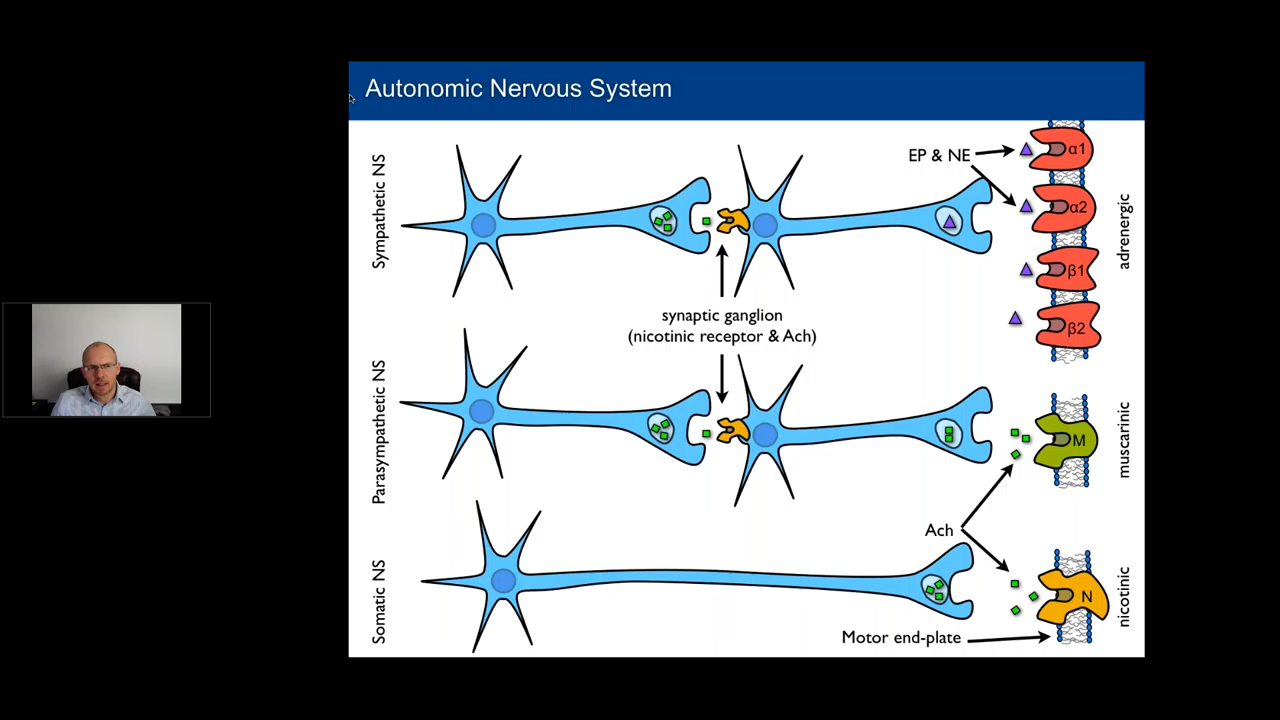 Autonomic Nervous System
Sympathetic NS
EP & NE
α1
α2
β1
β2
adrenergic
synaptic ganglion
(nicotinic receptor & Ach)
Parasympathetic NS
M
muscarinic
Ach
Somatic NS
N
nicotinic
Motor end-plate